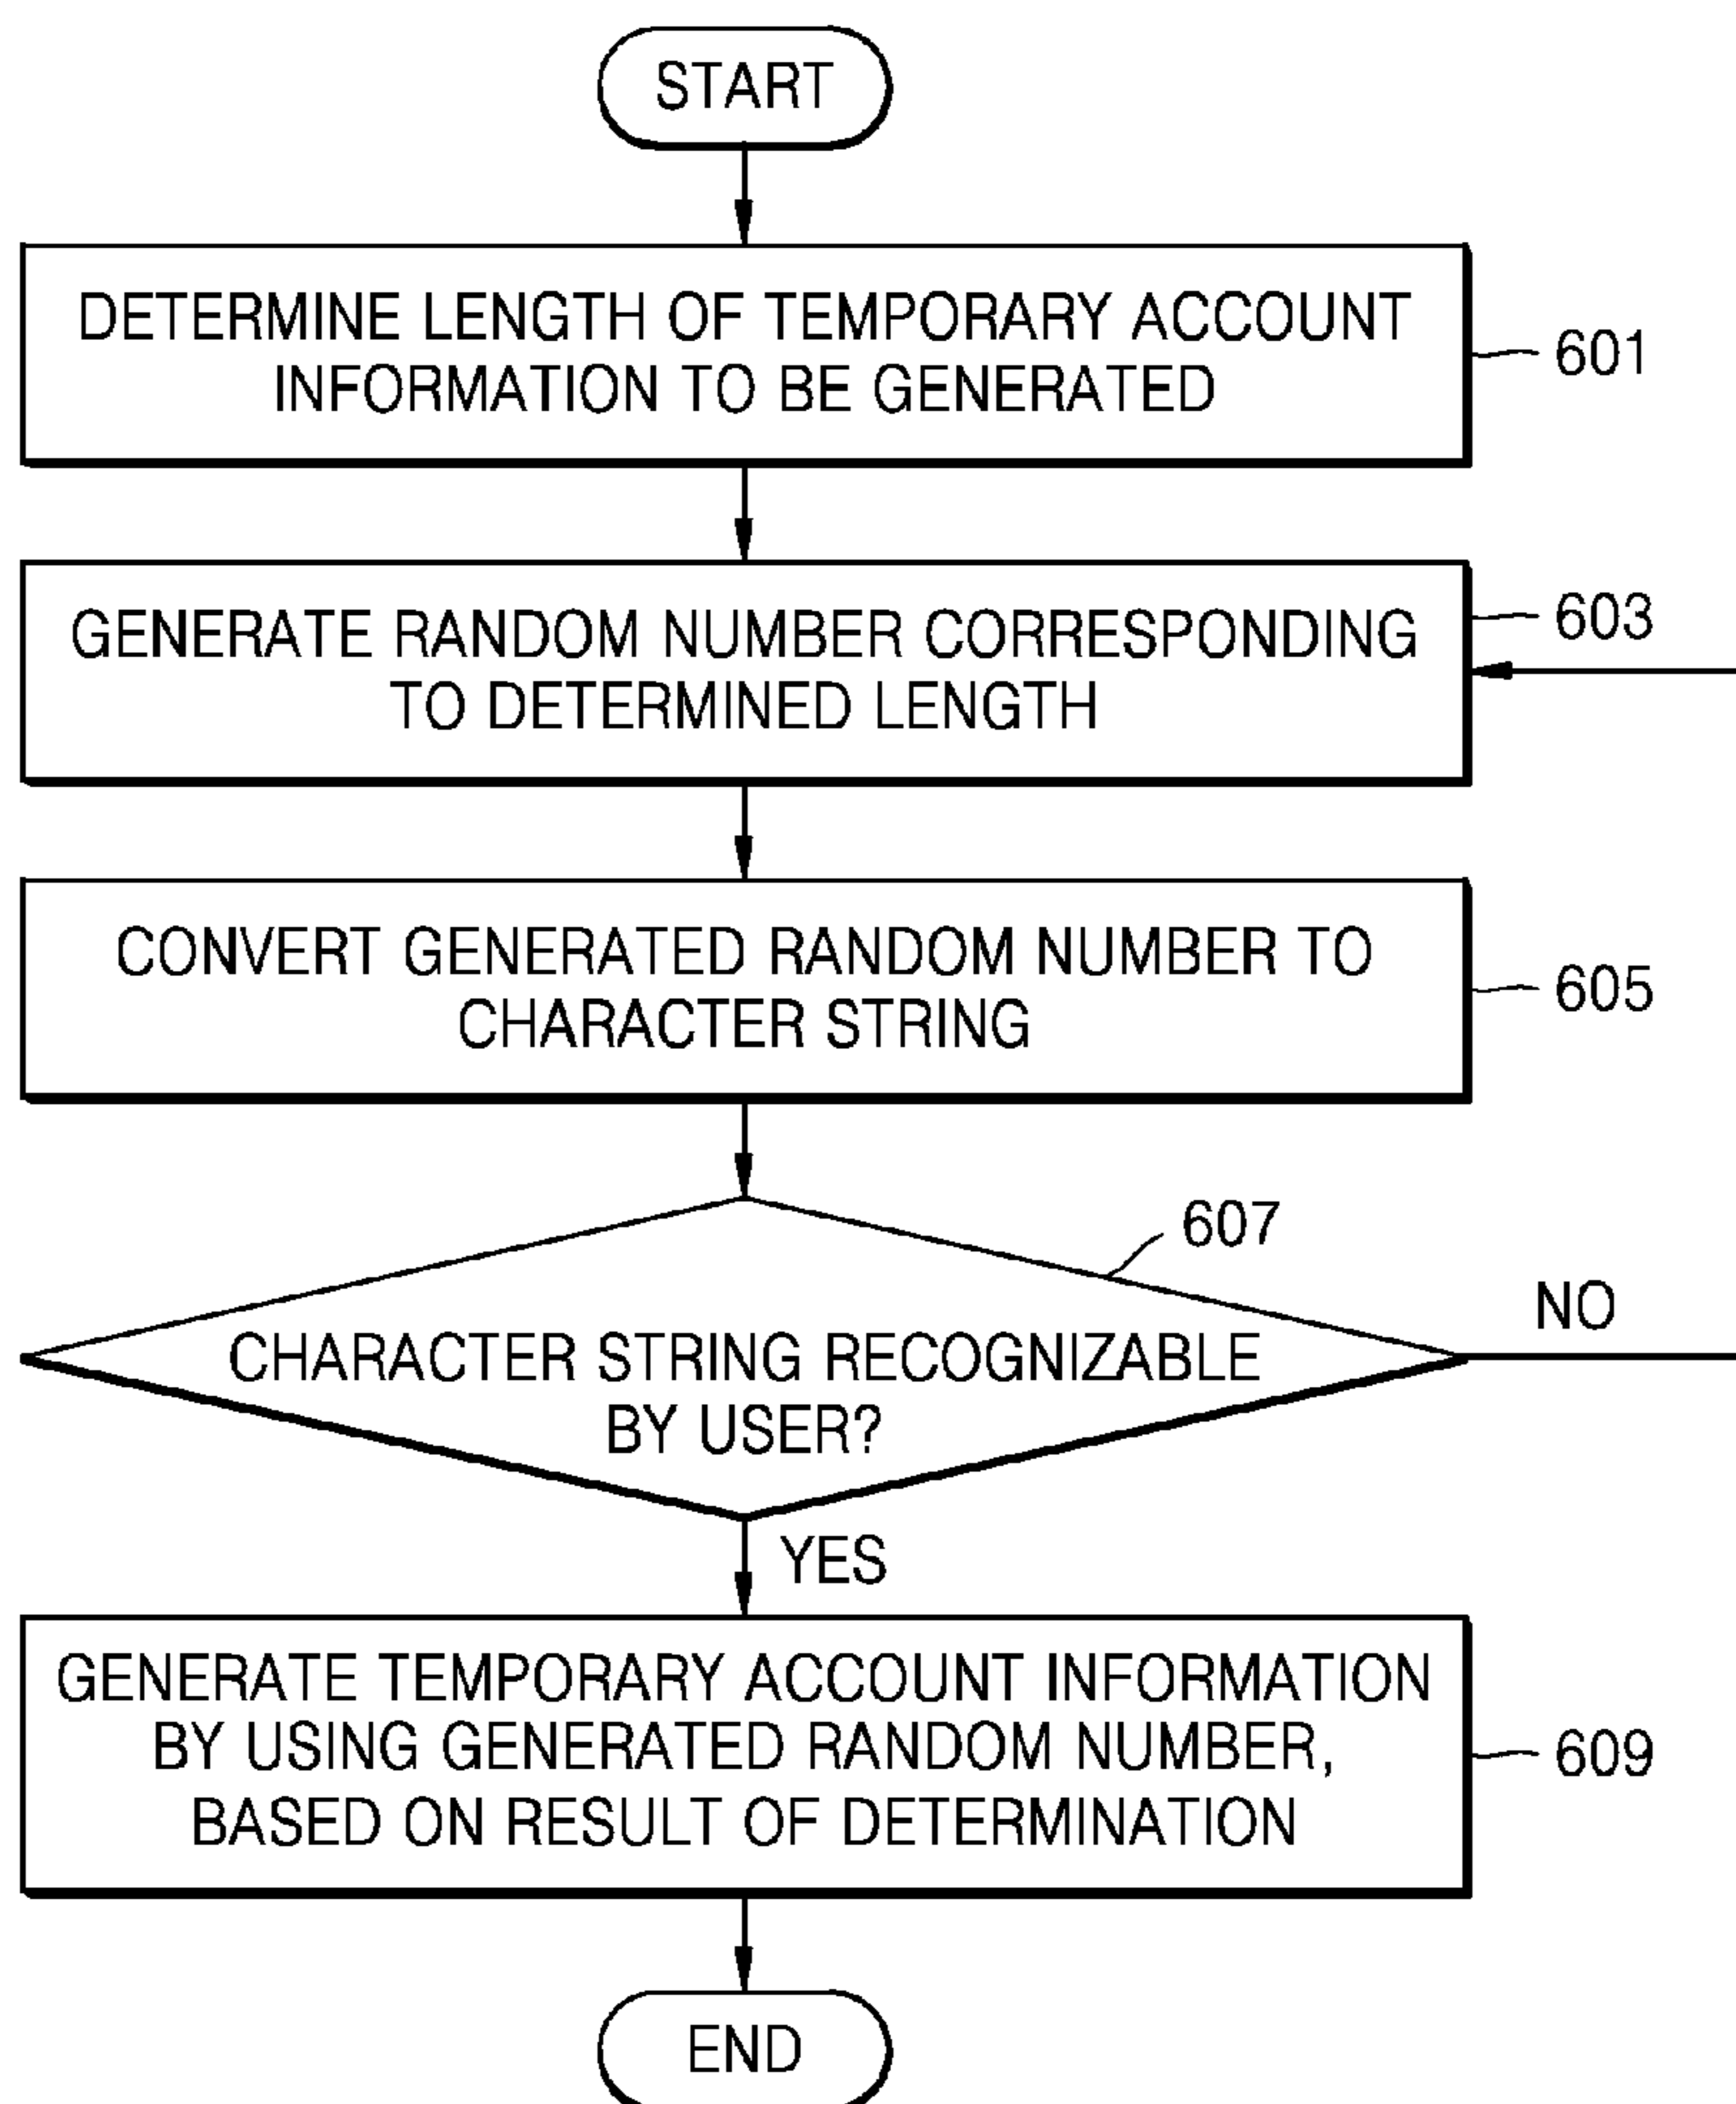 START
DETERMINE LENGTH OF TEMPORARY ACCOUNT
INFORMATION TO BE GENERATED
601
GENERATE RANDOM NUMBER CORRESPONDING
TO DETERMINED LENGTH
603
CONVERT GENERATED RANDOM NUMBER TO
CHARACTER STRING
605
607
CHARACTER STRING RECOGNIZABLE
BY USER?
NO
YES
GENERATE TEMPORARY ACCOUNT INFORMATION
BY USING GENERATED RANDOM NUMBER,
BASED ON RESULT OF DETERMINATION
609
END